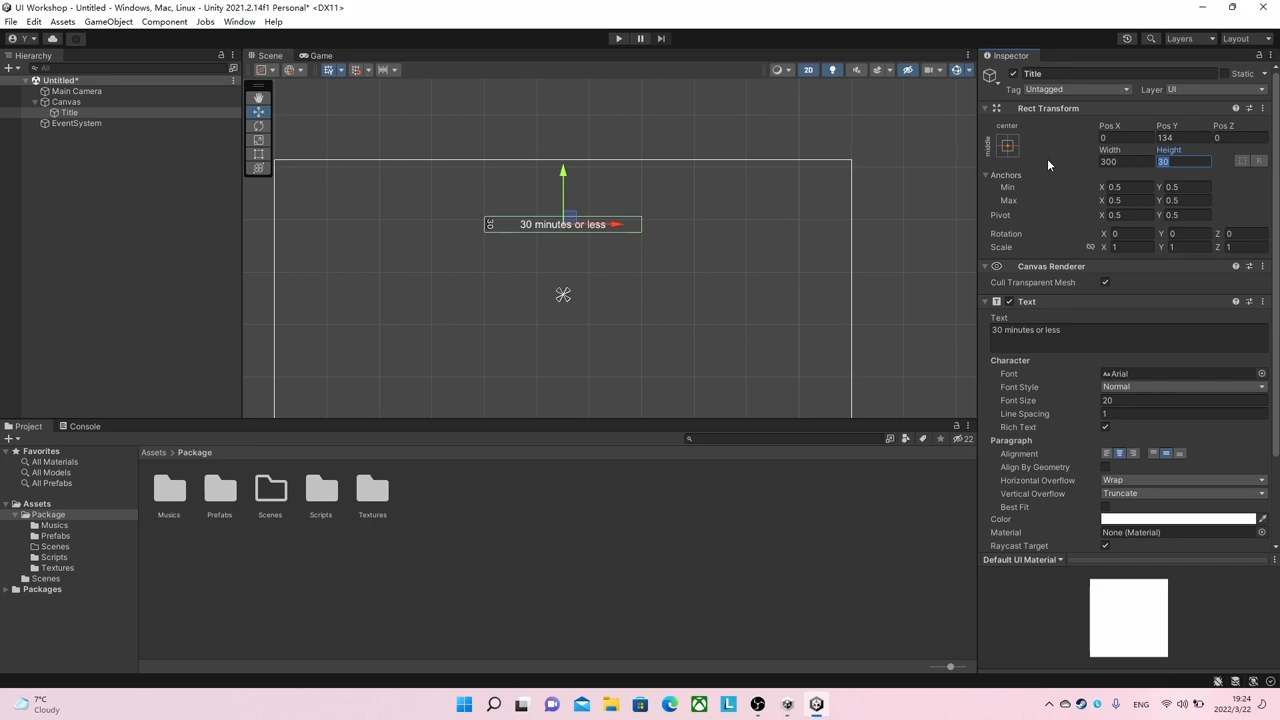 UI Workshop - Untitled - Windows, Mac, Linux - Unity 2021.2.14f1 Personal* <DX11>
File Edit Assets GameObject Component Jobs Window Help
Y
Layers
Layout
Hierarchy
All
Untitled*
Main Camera
Canvas
Title
EventSystem
Scene
Game
2D
30
30 minutes or less
Inspector
Title
Static
Tag
Untagged
Layer
UI
Rect Transform
center
middle
Pos X
Pos Y
Pos Z
0
134
0
Width
Height
300
30
R
Anchors
Min
X 0.5
Y 0.5
Max
X 0.5
Y 0.5
Pivot
X 0.5
Y 0.5
Rotation
X 0
Y 0
Z 0
Scale
X 1
Y 1
Z 1
Canvas Renderer
Cull Transparent Mesh
Text
Text
30 minutes or less
Character
Font
Aa Arial
Font Style
Normal
Font Size
20
Line Spacing
1
Rich Text
Paragraph
Alignment
Align By Geometry
Horizontal Overflow
Wrap
Vertical Overflow
Truncate
Best Fit
Color
Material
None (Material)
Raycast Target
Default UI Material
Project
Console
22
Favorites
All Materials
All Models
All Prefabs
Assets
Package
Musics
Prefabs
Scenes
Scripts
Textures
Scenes
Packages
Assets > Package
Musics
Prefabs
Scenes
Scripts
Textures
7°C
Cloudy
L
19:24
2022/3/22